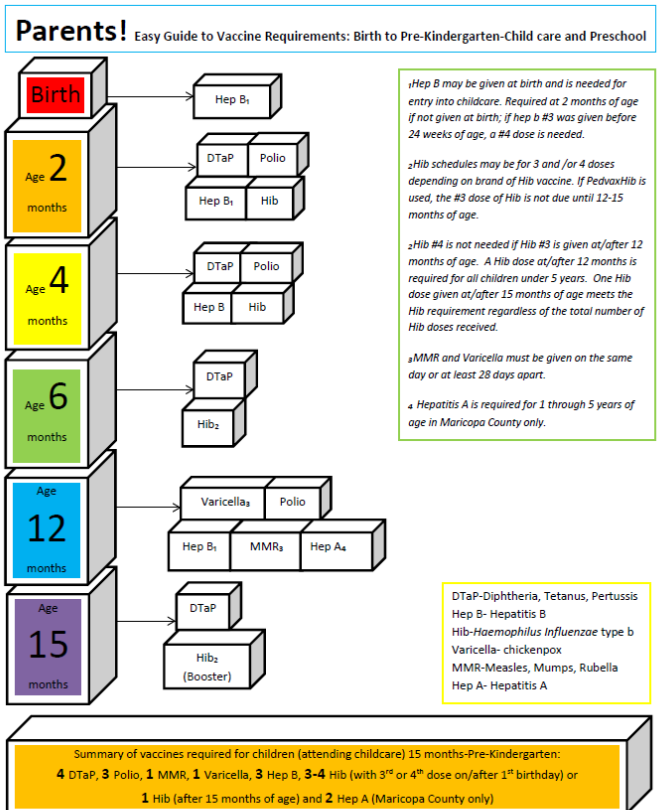 Parents! Easy Guide to Vaccine Requirements: Birth to Pre-Kindergarten-Child care and Preschool
Birth
Hep B₁
Age 2
months
DTaP Polio
Hep B₁ Hib
Age 4
months
DTaP Polio
Hep B Hib
Age 6
months
DTaP
Hib₂
Age
12
months
Varicella₃ Polio
Hep B₁ MMR₃ Hep A₄
Age
15
months
DTaP
Hib₂
(Booster)
₁Hep B may be given at birth and is needed for
entry into childcare. Required at 2 months of age
if not given at birth; if hep b #3 was given before
24 weeks of age, a #4 dose is needed.
₂Hib schedules may be for 3 and /or 4 doses
depending on brand of Hib vaccine. If PedvaxHib is
used, the #3 dose of Hib is not due until 12-15
months of age.
₂Hib #4 is not needed if Hib #3 is given at/after 12
months of age. A Hib dose at/after 12 months is
required for all children under 5 years. One Hib
dose given at/after 15 months of age meets the
Hib requirement regardless of the total number of
Hib doses received.
₃MMR and Varicella must be given on the same
day or at least 28 days apart.
₄ Hepatitis A is required for 1 through 5 years of
age in Maricopa County only.
DTaP-Diphtheria, Tetanus, Pertussis
Hep B- Hepatitis B
Hib-Haemophilus Influenzae type b
Varicella- chickenpox
MMR-Measles, Mumps, Rubella
Hep A- Hepatitis A
Summary of vaccines required for children (attending childcare) 15 months-Pre-Kindergarten:
4 DTaP, 3 Polio, 1 MMR, 1 Varicella, 3 Hep B, 3-4 Hib (with 3rd or 4th dose on/after 1st birthday) or
1 Hib (after 15 months of age) and 2 Hep A (Maricopa County only)